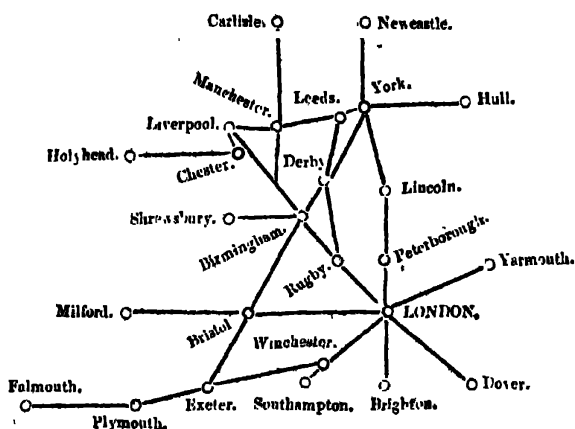 Carlisle.
Newcastle.
Manchester.
Leeds.
York.
Hull.
Liverpool.
Holyhead.
Chester.
Derby
Lincoln.
Shrewsbury.
Birmingham.
Rugby.
Peterborough.
Yarmouth.
Milford.
Bristol
LONDON.
Winchester.
Falmouth.
Plymouth.
Exeter.
Southampton.
Brighton.
Dover.